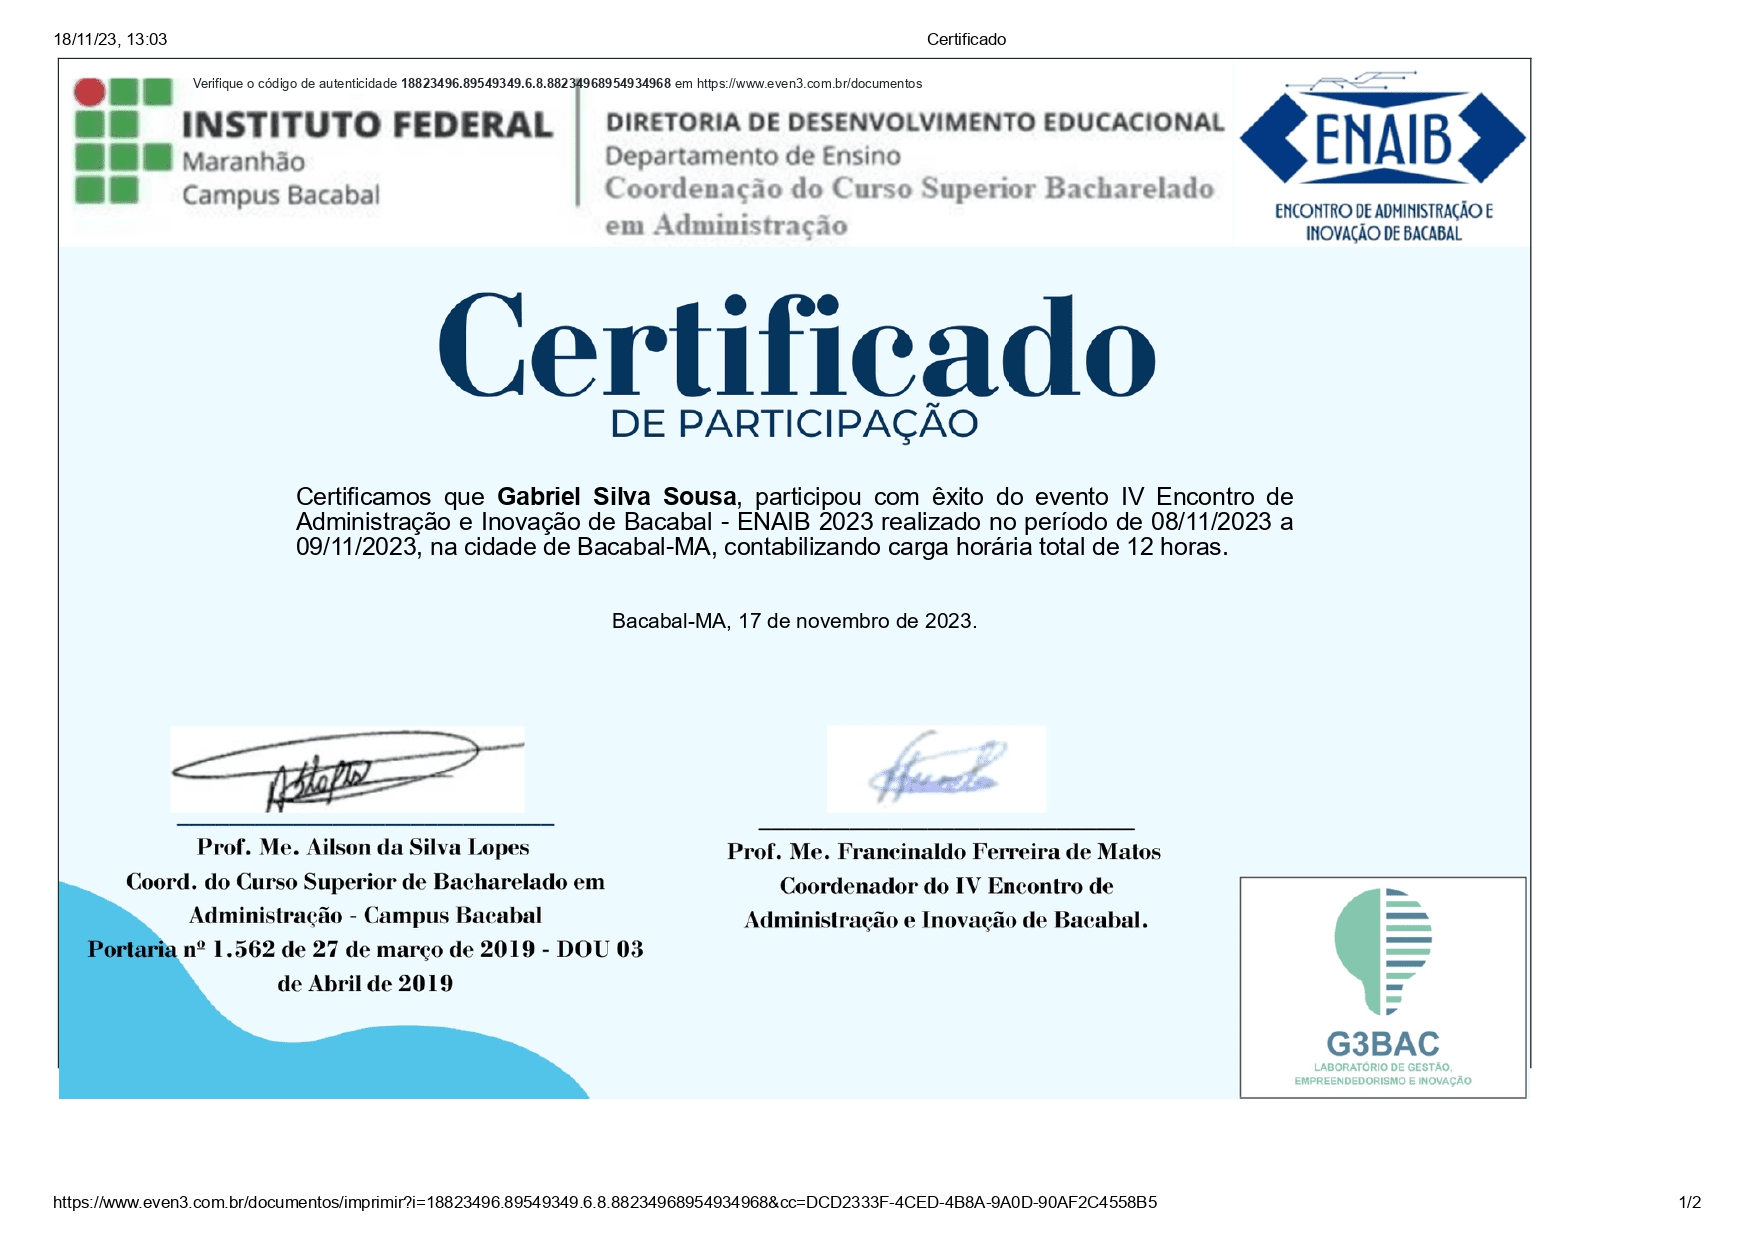 18/11/23, 13:03
Certificado
Verifique o código de autenticidade 18823496.89549349.6.8.88234968954934968 em https://www.even3.com.br/documentos
INSTITUTO FEDERAL
Maranhão
Campus Bacabal
DIRETORIA DE DESENVOLVIMENTO EDUCACIONAL
Departamento de Ensino
Coordenação do Curso Superior Bacharelado
em Administração
ENAIB
ENCONTRO DE ADMINISTRAÇÃO E
INOVAÇÃO DE BACABAL
Certificado
DE PARTICIPAÇÃO
Certificamos que Gabriel Silva Sousa, participou com êxito do evento IV Encontro de
Administração e Inovação de Bacabal - ENAIB 2023 realizado no período de 08/11/2023 a
09/11/2023, na cidade de Bacabal-MA, contabilizando carga horária total de 12 horas.
Bacabal-MA, 17 de novembro de 2023.
Prof. Me. Ailson da Silva Lopes
Coord. do Curso Superior de Bacharelado em
Administração - Campus Bacabal
Portaria nº 1.562 de 27 de março de 2019 - DOU 03
de Abril de 2019
Prof. Me. Francinaldo Ferreira de Matos
Coordenador do IV Encontro de
Administração e Inovação de Bacabal.
G3BAC
LABORATÓRIO DE GESTÃO,
EMPREENDEDORISMO E INOVAÇÃO
https://www.even3.com.br/documentos/imprimir?i=18823496.89549349.6.8.88234968954934968&cc=DCD2333F-4CED-4B8A-9A0D-90AF2C4558B5
1/2